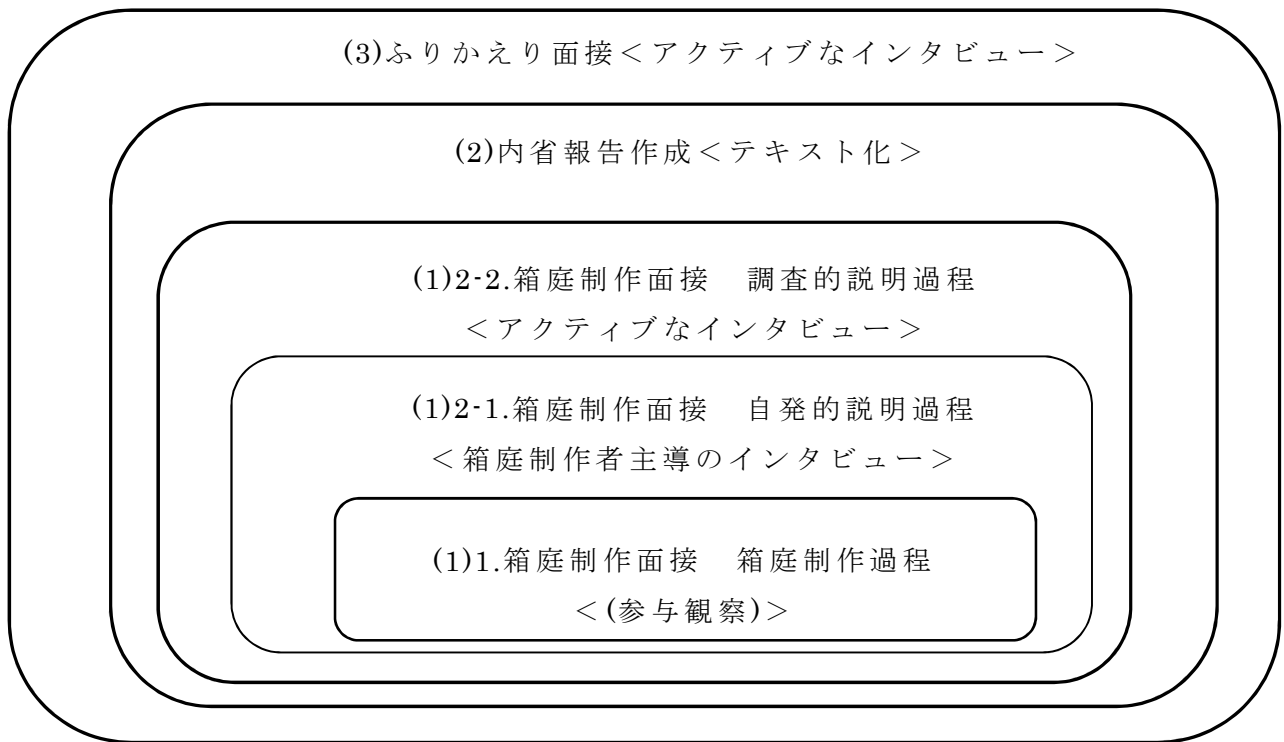 (3)ふりかえり面接＜アクティブなインタビュー＞
(2)内省報告作成＜テキスト化＞
(1)2-2.箱庭制作面接　調査的説明過程
＜アクティブなインタビュー＞
(1)2-1.箱庭制作面接　自発的説明過程
＜箱庭制作者主導のインタビュー＞
(1)1.箱庭制作面接　箱庭制作過程
＜(参与観察)＞